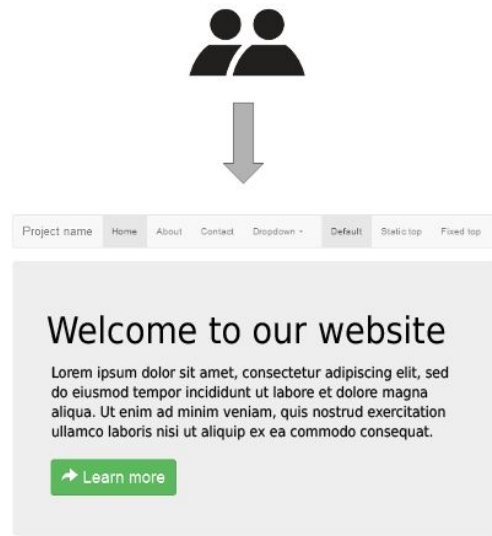 Project name Home About Contact Dropdown Default Static top Fixed top
Welcome to our website
Lorem ipsum dolor sit amet, consectetur adipiscing elit, sed
do eiusmod tempor incididunt ut labore et dolore magna
aliqua. Ut enim ad minim veniam, quis nostrud exercitation
ullamco laboris nisi ut aliquip ex ea commodo consequat.
Learn more